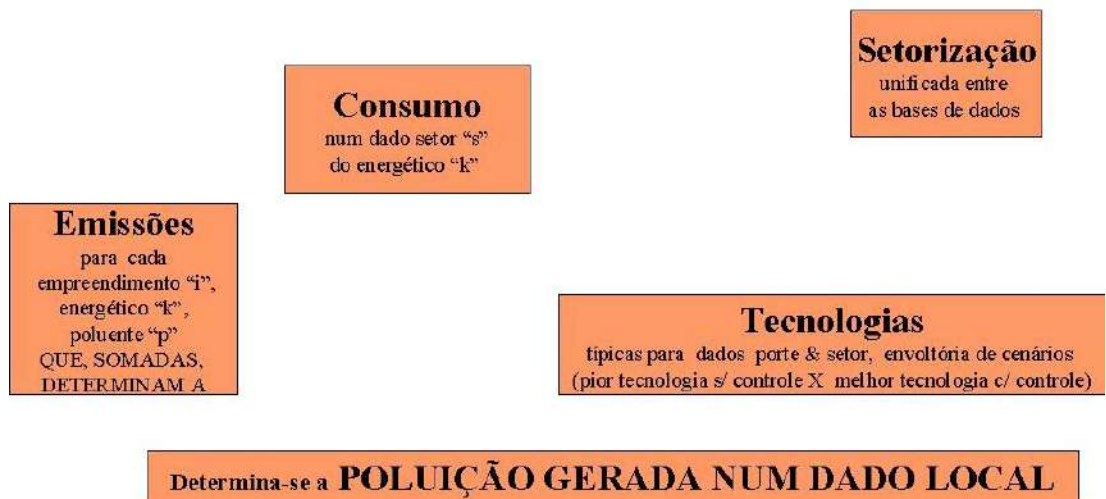 Setorização
unificada entre
as bases de dados
Consumo
num dado setor “s”
do energético “k”
Emissões
para cada
empreendimento “i”,
energético “k”,
poluente “p”
QUE, SOMADAS,
DETERMINAM A
Tecnologias
típicas para dados porte & setor, envoltória de cenários
(pior tecnologia s/ controle X melhor tecnologia c/ controle)
Determina-se a POLUIÇÃO GERADA NUM DADO LOCAL